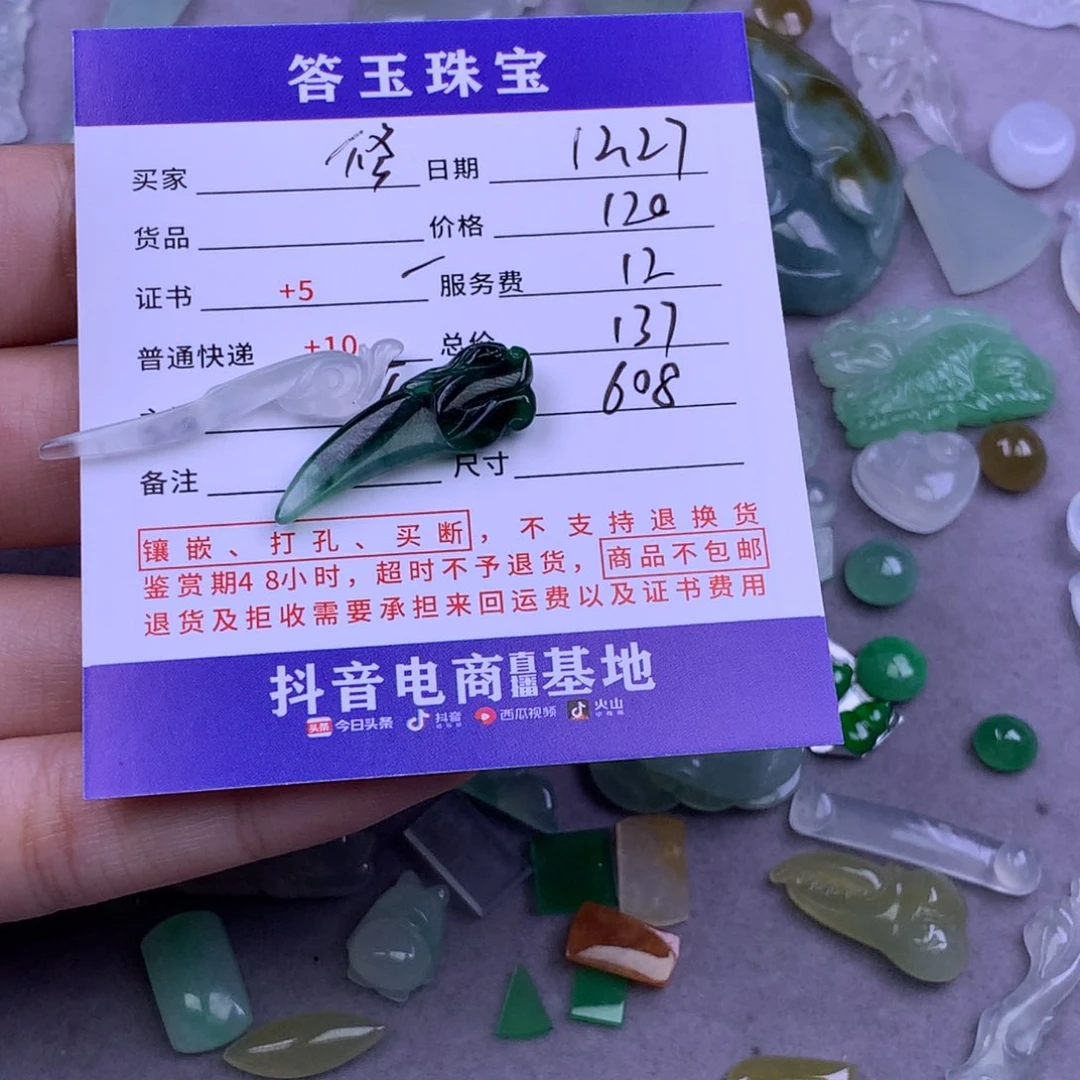 答玉珠宝
买家 修 日期 1227
货品 价格 120
证书 +5 服务费 12
普通快递 +10 总价 137
608
备注 尺寸
镶嵌、打孔、买断，不支持退换货
鉴赏期48小时，超时不予退货，商品不包邮
退货及拒收需要承担来回运费以及证书费用
抖音电商直播基地
头条 今日头条 抖音 西瓜视频 火山